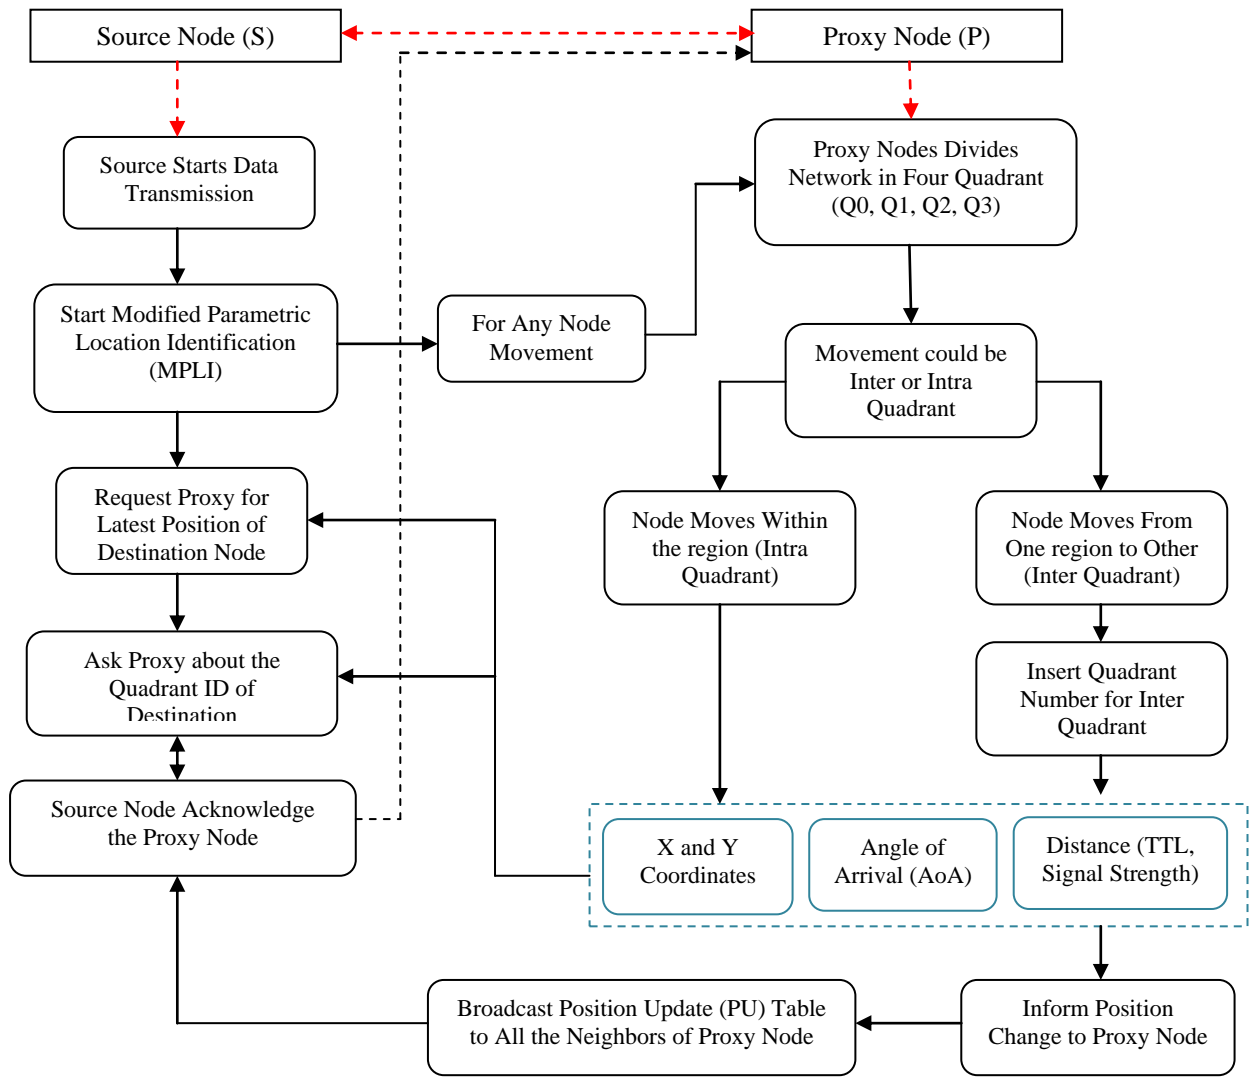 Source Node (S)
Proxy Node (P)
Source Starts Data
Transmission
Proxy Nodes Divides
Network in Four Quadrant
(Q0, Q1, Q2, Q3)
Start Modified Parametric
Location Identification
(MPLI)
For Any Node
Movement
Movement could be
Inter or Intra
Quadrant
Request Proxy for
Latest Position of
Destination Node
Node Moves Within
the region (Intra
Quadrant)
Node Moves From
One region to Other
(Inter Quadrant)
Ask Proxy about the
Quadrant ID of
Destination
Insert Quadrant
Number for Inter
Quadrant
Source Node Acknowledge
the Proxy Node
X and Y
Coordinates
Angle of
Arrival (AoA)
Distance (TTL,
Signal Strength)
Broadcast Position Update (PU) Table
to All the Neighbors of Proxy Node
Inform Position
Change to Proxy Node